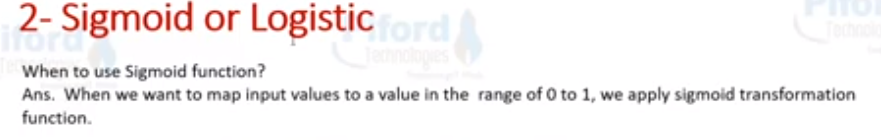 2- Sigmoid or Logistic
When to use Sigmoid function?
Ans. When we want to map input values to a value in the range of 0 to 1, we apply sigmoid transformation
function.